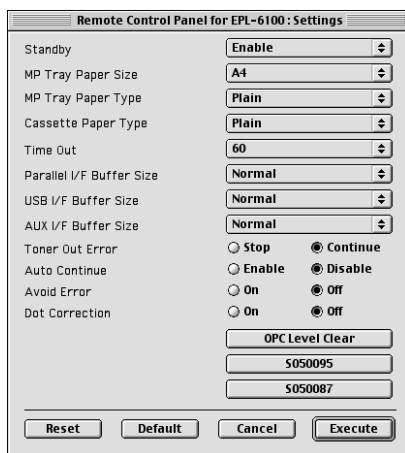 Remote Control Panel for EPL-6100 : Settings
Standby Enable
MP Tray Paper Size A4
MP Tray Paper Type Plain
Cassette Paper Type Plain
Time Out 60
Parallel I/F Buffer Size Normal
USB I/F Buffer Size Normal
AUX I/F Buffer Size Normal
Toner Out Error Stop Continue
Auto Continue Enable Disable
Avoid Error On Off
Dot Correction On Off
OPC Level Clear
S050095
S050087
Reset Default Cancel Execute